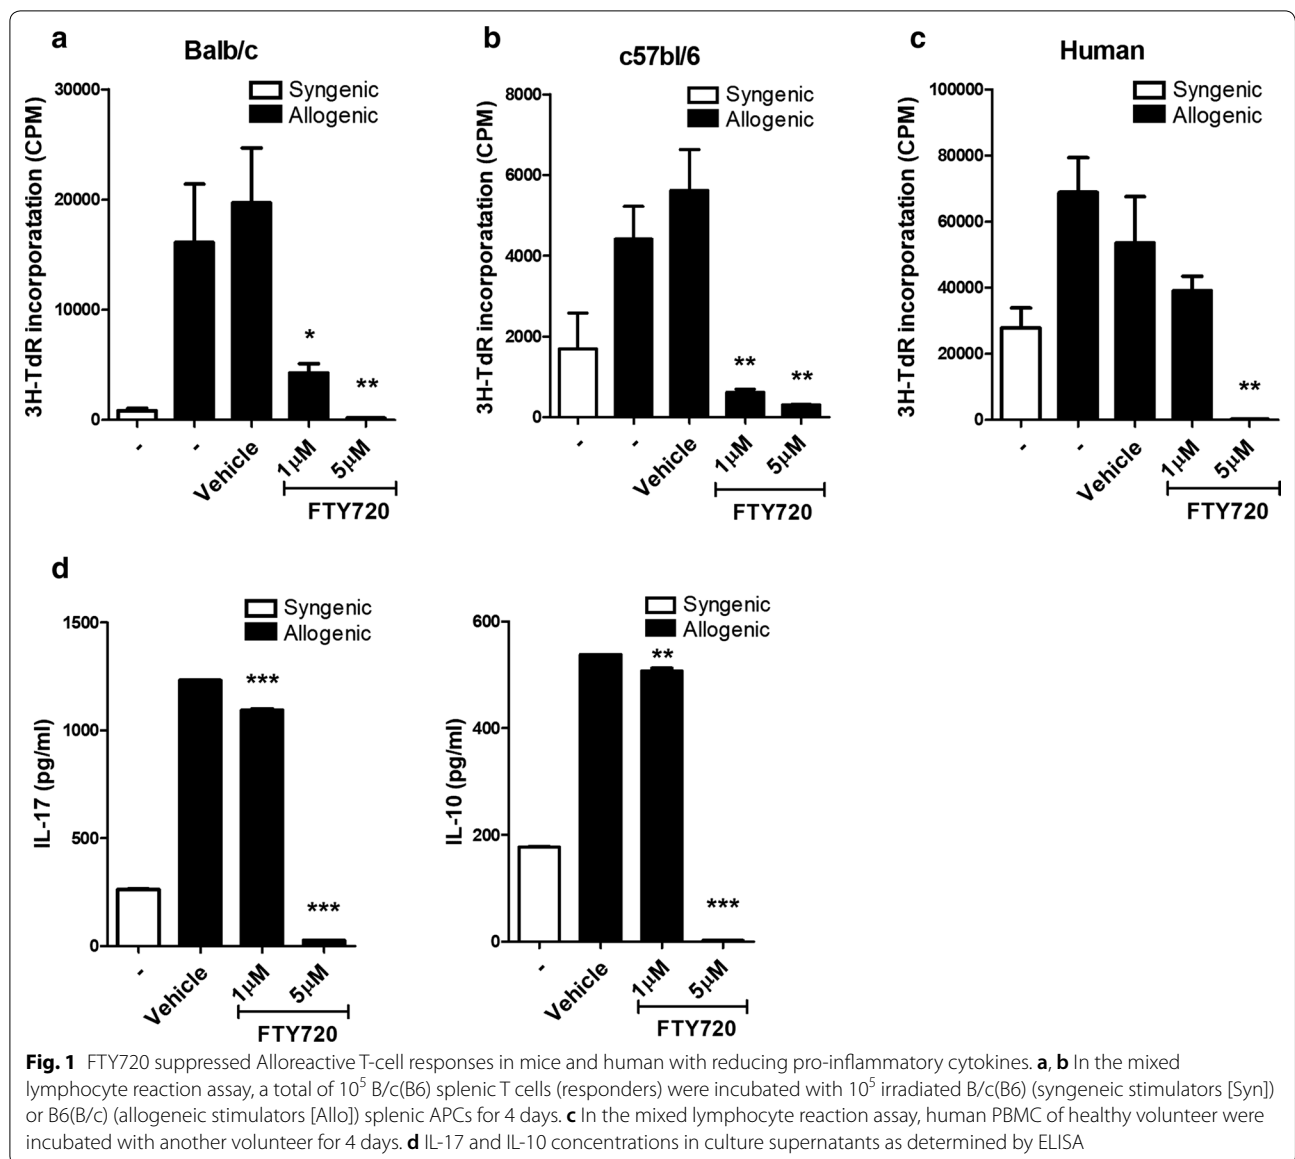 a
Balb/c
3H-TdR incorporatation (CPM)
30000
20000
10000
0
Syngenic
Allogenic
*
**
-
-
Vehicle
1μM
5μM
FTY720
b
c57bl/6
3H-TdR incorporatation (CPM)
8000
6000
4000
2000
0
Syngenic
Allogenic
**
**
-
-
Vehicle
1μM
5μM
FTY720
c
Human
3H-TdR incorporatation (CPM)
100000
80000
60000
40000
20000
0
Syngenic
Allogenic
**
-
-
Vehicle
1μM
5μM
FTY720
d
IL-17 (pg/ml)
1500
1000
500
0
Syngenic
Allogenic
***
***
-
Vehicle
1μM
5μM
FTY720
IL-10 (pg/ml)
600
400
200
0
Syngenic
Allogenic
**
***
-
Vehicle
1μM
5μM
FTY720
Fig. 1 FTY720 suppressed Alloreactive T-cell responses in mice and human with reducing pro-inflammatory cytokines. a, b In the mixed
lymphocyte reaction assay, a total of 10⁵ B/c(B6) splenic T cells (responders) were incubated with 10⁵ irradiated B/c(B6) (syngeneic stimulators [Syn])
or B6(B/c) (allogeneic stimulators [Allo]) splenic APCs for 4 days. c In the mixed lymphocyte reaction assay, human PBMC of healthy volunteer were
incubated with another volunteer for 4 days. d IL-17 and IL-10 concentrations in culture supernatants as determined by ELISA